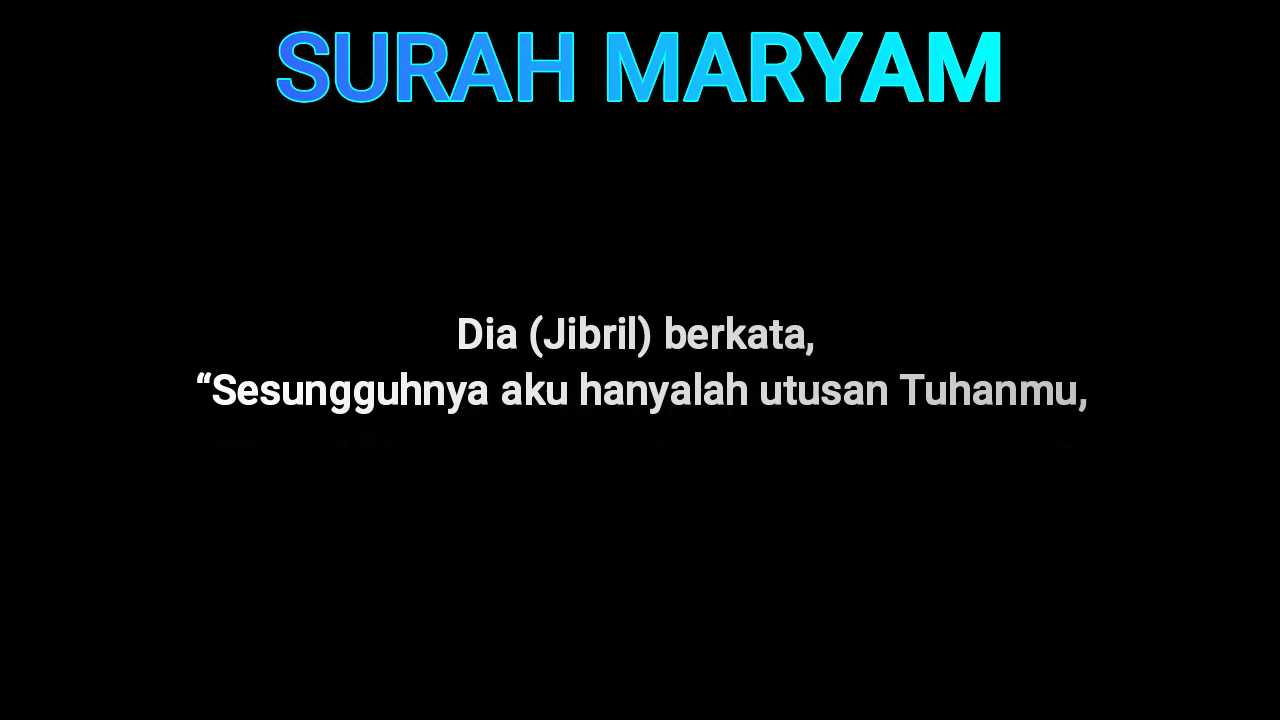 SURAH MARYAM
Dia (Jibril) berkata,
“Sesungguhnya aku hanyalah utusan Tuhanmu,